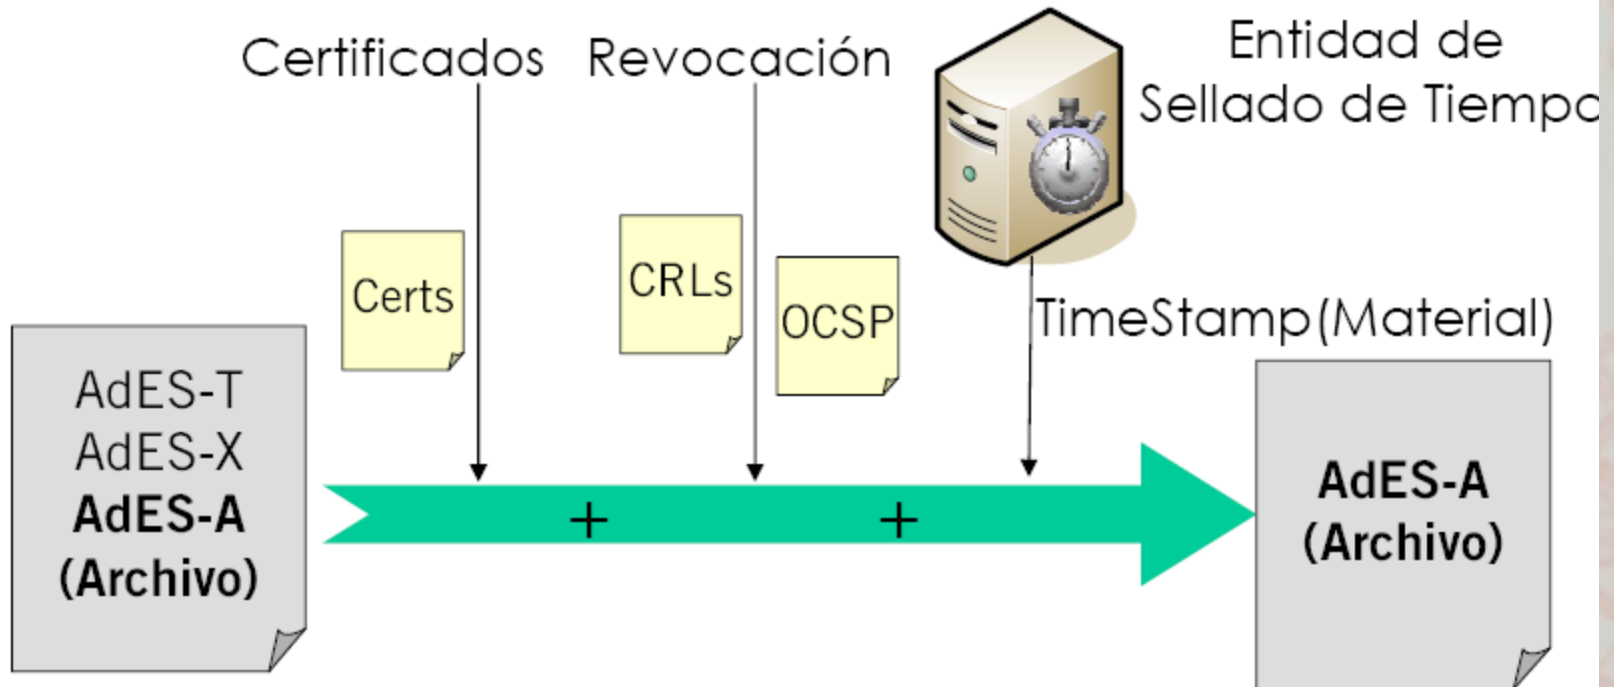 Certificados
Revocación
Entidad de
Sellado de Tiempo
Certs
CRLs
OCSP
TimeStamp(Material)
AdES-T
AdES-X
AdES-A
(Archivo)
+
+
AdES-A
(Archivo)